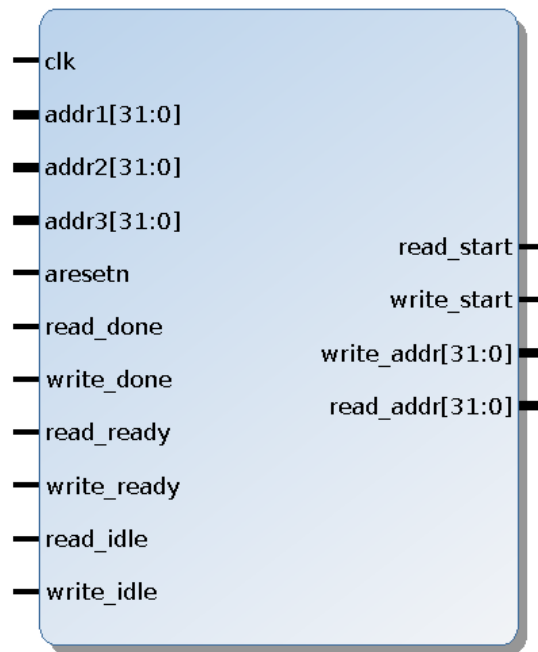 clk
addr1[31:0]
addr2[31:0]
addr3[31:0]
aresetn
read_done
write_done
read_ready
write_ready
read_idle
write_idle
read_start
write_start
write_addr[31:0]
read_addr[31:0]